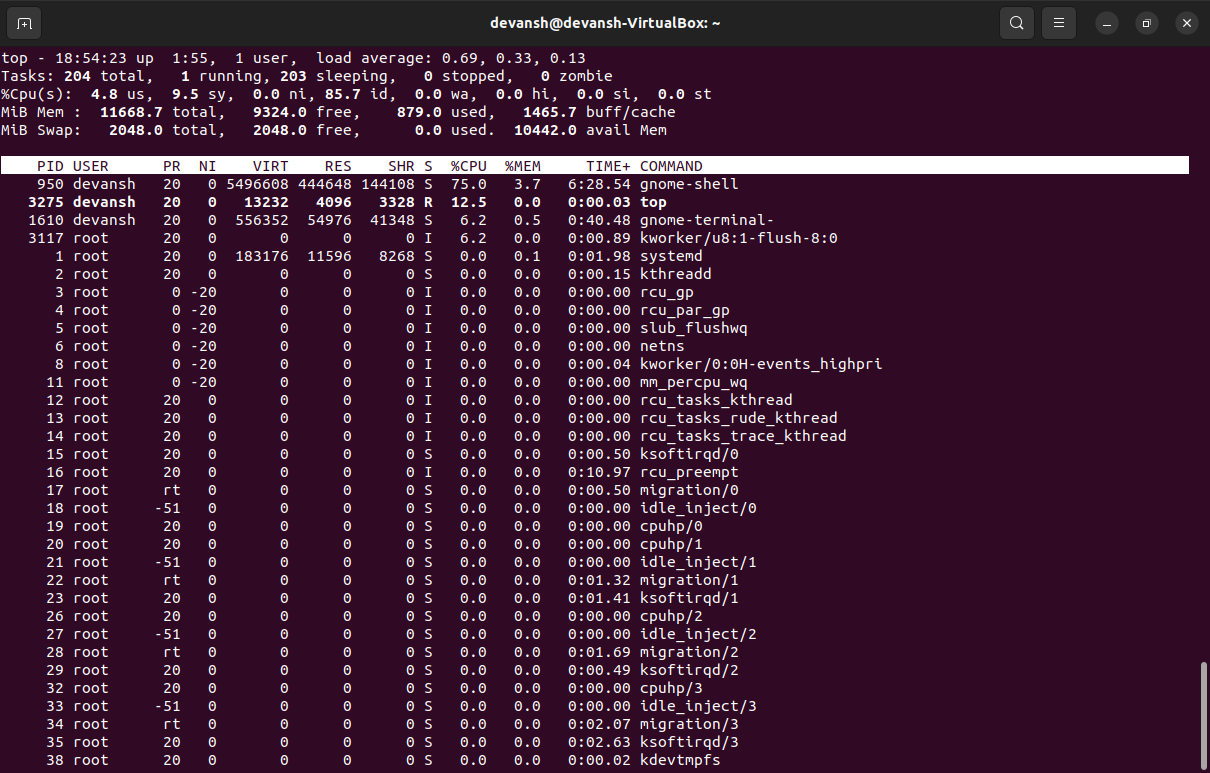 devansh@devansh-VirtualBox: ~
top - 18:54:23 up  1:55,  1 user,  load average: 0.69, 0.33, 0.13
Tasks: 204 total,   1 running, 203 sleeping,   0 stopped,   0 zombie
%Cpu(s):  4.8 us,  9.5 sy,  0.0 ni, 85.7 id,  0.0 wa,  0.0 hi,  0.0 si,  0.0 st
MiB Mem :  11668.7 total,   9324.0 free,    879.0 used,   1465.7 buff/cache
MiB Swap:   2048.0 total,   2048.0 free,      0.0 used.  10442.0 avail Mem
    PID USER      PR  NI    VIRT    RES    SHR S  %CPU  %MEM     TIME+ COMMAND
    950 devansh   20   0 5496608 444648 144108 S  75.0   3.7   6:28.54 gnome-shell
   3275 devansh   20   0   13232   4096   3328 R  12.5   0.0   0:00.03 top
   1610 devansh   20   0  556352  54976  41348 S   6.2   0.5   0:40.48 gnome-terminal-
   3117 root      20   0       0      0      0 I   6.2   0.0   0:00.89 kworker/u8:1-flush-8:0
      1 root      20   0  183176  11596   8268 S   0.0   0.1   0:01.98 systemd
      2 root      20   0       0      0      0 S   0.0   0.0   0:00.15 kthreadd
      3 root       0 -20       0      0      0 I   0.0   0.0   0:00.00 rcu_gp
      4 root       0 -20       0      0      0 I   0.0   0.0   0:00.00 rcu_par_gp
      5 root       0 -20       0      0      0 I   0.0   0.0   0:00.00 slub_flushwq
      6 root       0 -20       0      0      0 I   0.0   0.0   0:00.00 netns
      8 root       0 -20       0      0      0 I   0.0   0.0   0:00.04 kworker/0:0H-events_highpri
     11 root       0 -20       0      0      0 I   0.0   0.0   0:00.00 mm_percpu_wq
     12 root      20   0       0      0      0 I   0.0   0.0   0:00.00 rcu_tasks_kthread
     13 root      20   0       0      0      0 I   0.0   0.0   0:00.00 rcu_tasks_rude_kthread
     14 root      20   0       0      0      0 I   0.0   0.0   0:00.00 rcu_tasks_trace_kthread
     15 root      20   0       0      0      0 S   0.0   0.0   0:00.50 ksoftirqd/0
     16 root      20   0       0      0      0 I   0.0   0.0   0:10.97 rcu_preempt
     17 root      rt   0       0      0      0 S   0.0   0.0   0:00.50 migration/0
     18 root     -51   0       0      0      0 S   0.0   0.0   0:00.00 idle_inject/0
     19 root      20   0       0      0      0 S   0.0   0.0   0:00.00 cpuhp/0
     20 root      20   0       0      0      0 S   0.0   0.0   0:00.00 cpuhp/1
     21 root     -51   0       0      0      0 S   0.0   0.0   0:00.00 idle_inject/1
     22 root      rt   0       0      0      0 S   0.0   0.0   0:01.32 migration/1
     23 root      20   0       0      0      0 S   0.0   0.0   0:01.41 ksoftirqd/1
     26 root      20   0       0      0      0 S   0.0   0.0   0:00.00 cpuhp/2
     27 root     -51   0       0      0      0 S   0.0   0.0   0:00.00 idle_inject/2
     28 root      rt   0       0      0      0 S   0.0   0.0   0:01.69 migration/2
     29 root      20   0       0      0      0 S   0.0   0.0   0:00.49 ksoftirqd/2
     32 root      20   0       0      0      0 S   0.0   0.0   0:00.00 cpuhp/3
     33 root     -51   0       0      0      0 S   0.0   0.0   0:00.00 idle_inject/3
     34 root      rt   0       0      0      0 S   0.0   0.0   0:02.07 migration/3
     35 root      20   0       0      0      0 S   0.0   0.0   0:02.63 ksoftirqd/3
     38 root      20   0       0      0      0 S   0.0   0.0   0:00.02 kdevtmpfs